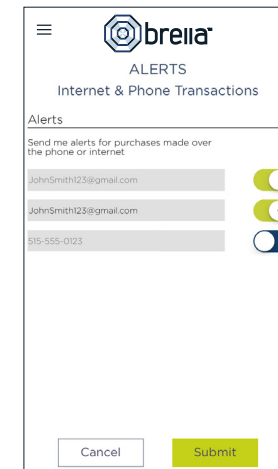 brella
ALERTS
Internet & Phone Transactions
Alerts
Send me alerts for purchases made over
the phone or internet
JohnSmith123@gmail.com
JohnSmith123@gmail.com
515-555-0123
Cancel
Submit